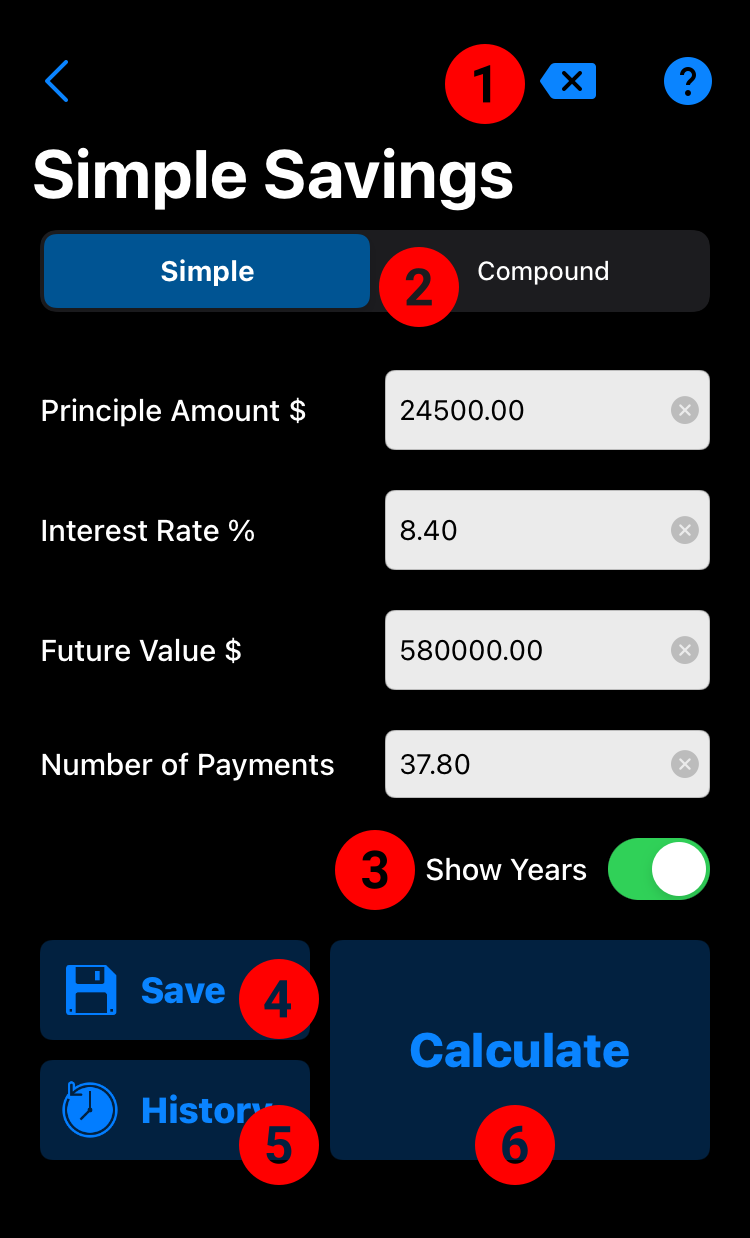 1
?
Simple Savings
Simple
2
Compound
Principle Amount $
24500.00
Interest Rate %
8.40
Future Value $
580000.00
Number of Payments
37.80
3
Show Years
Save
4
Calculate
History
5
6